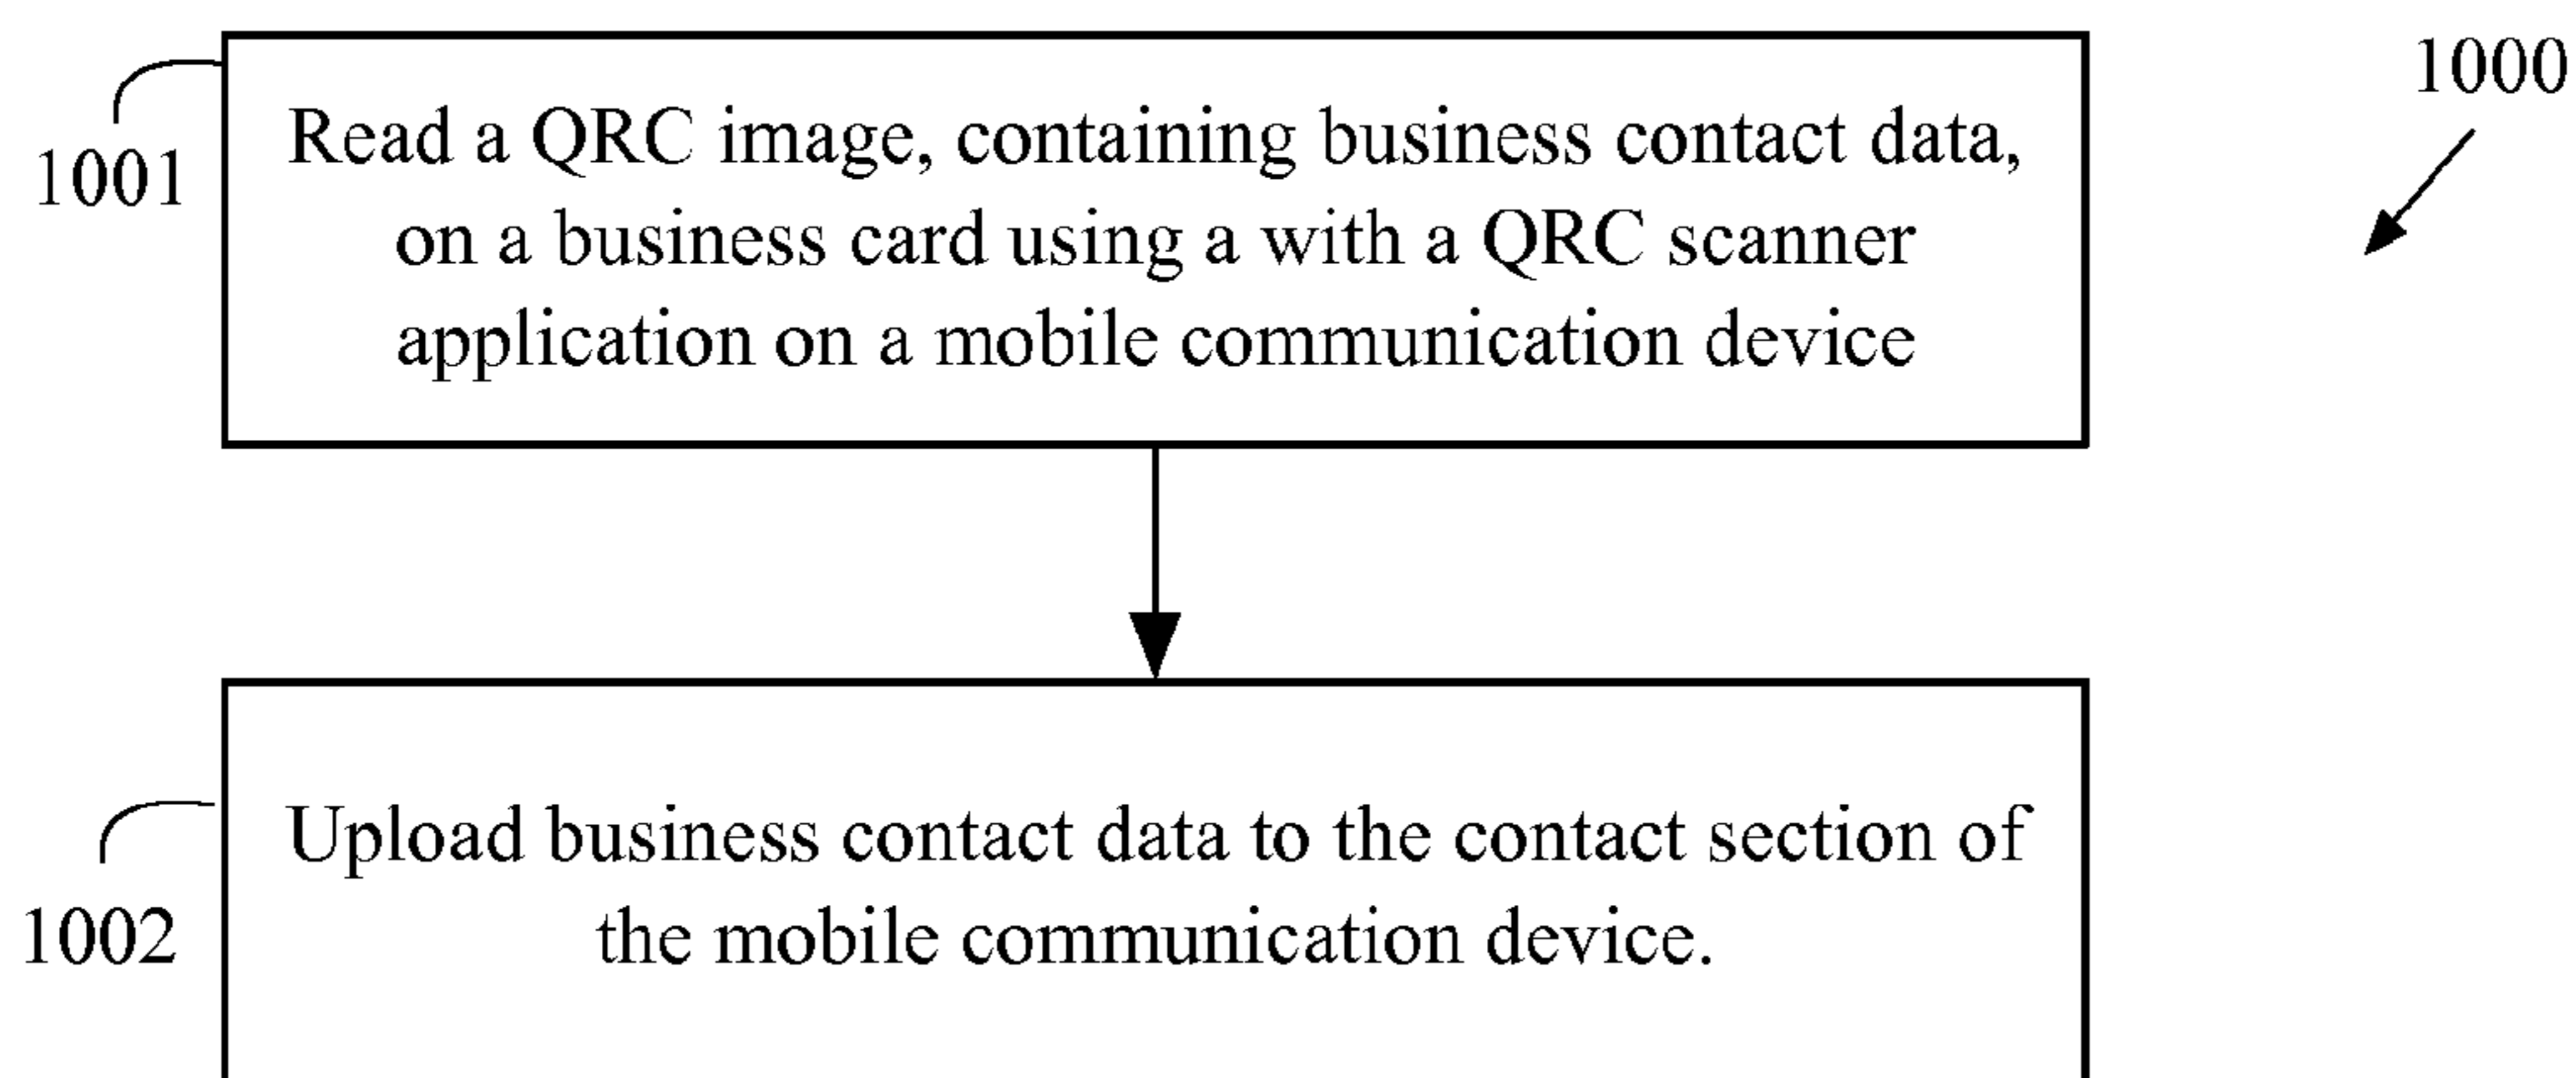 1000
1001
Read a QRC image, containing business contact data,
on a business card using a with a QRC scanner
application on a mobile communication device
1002
Upload business contact data to the contact section of
the mobile communication device.